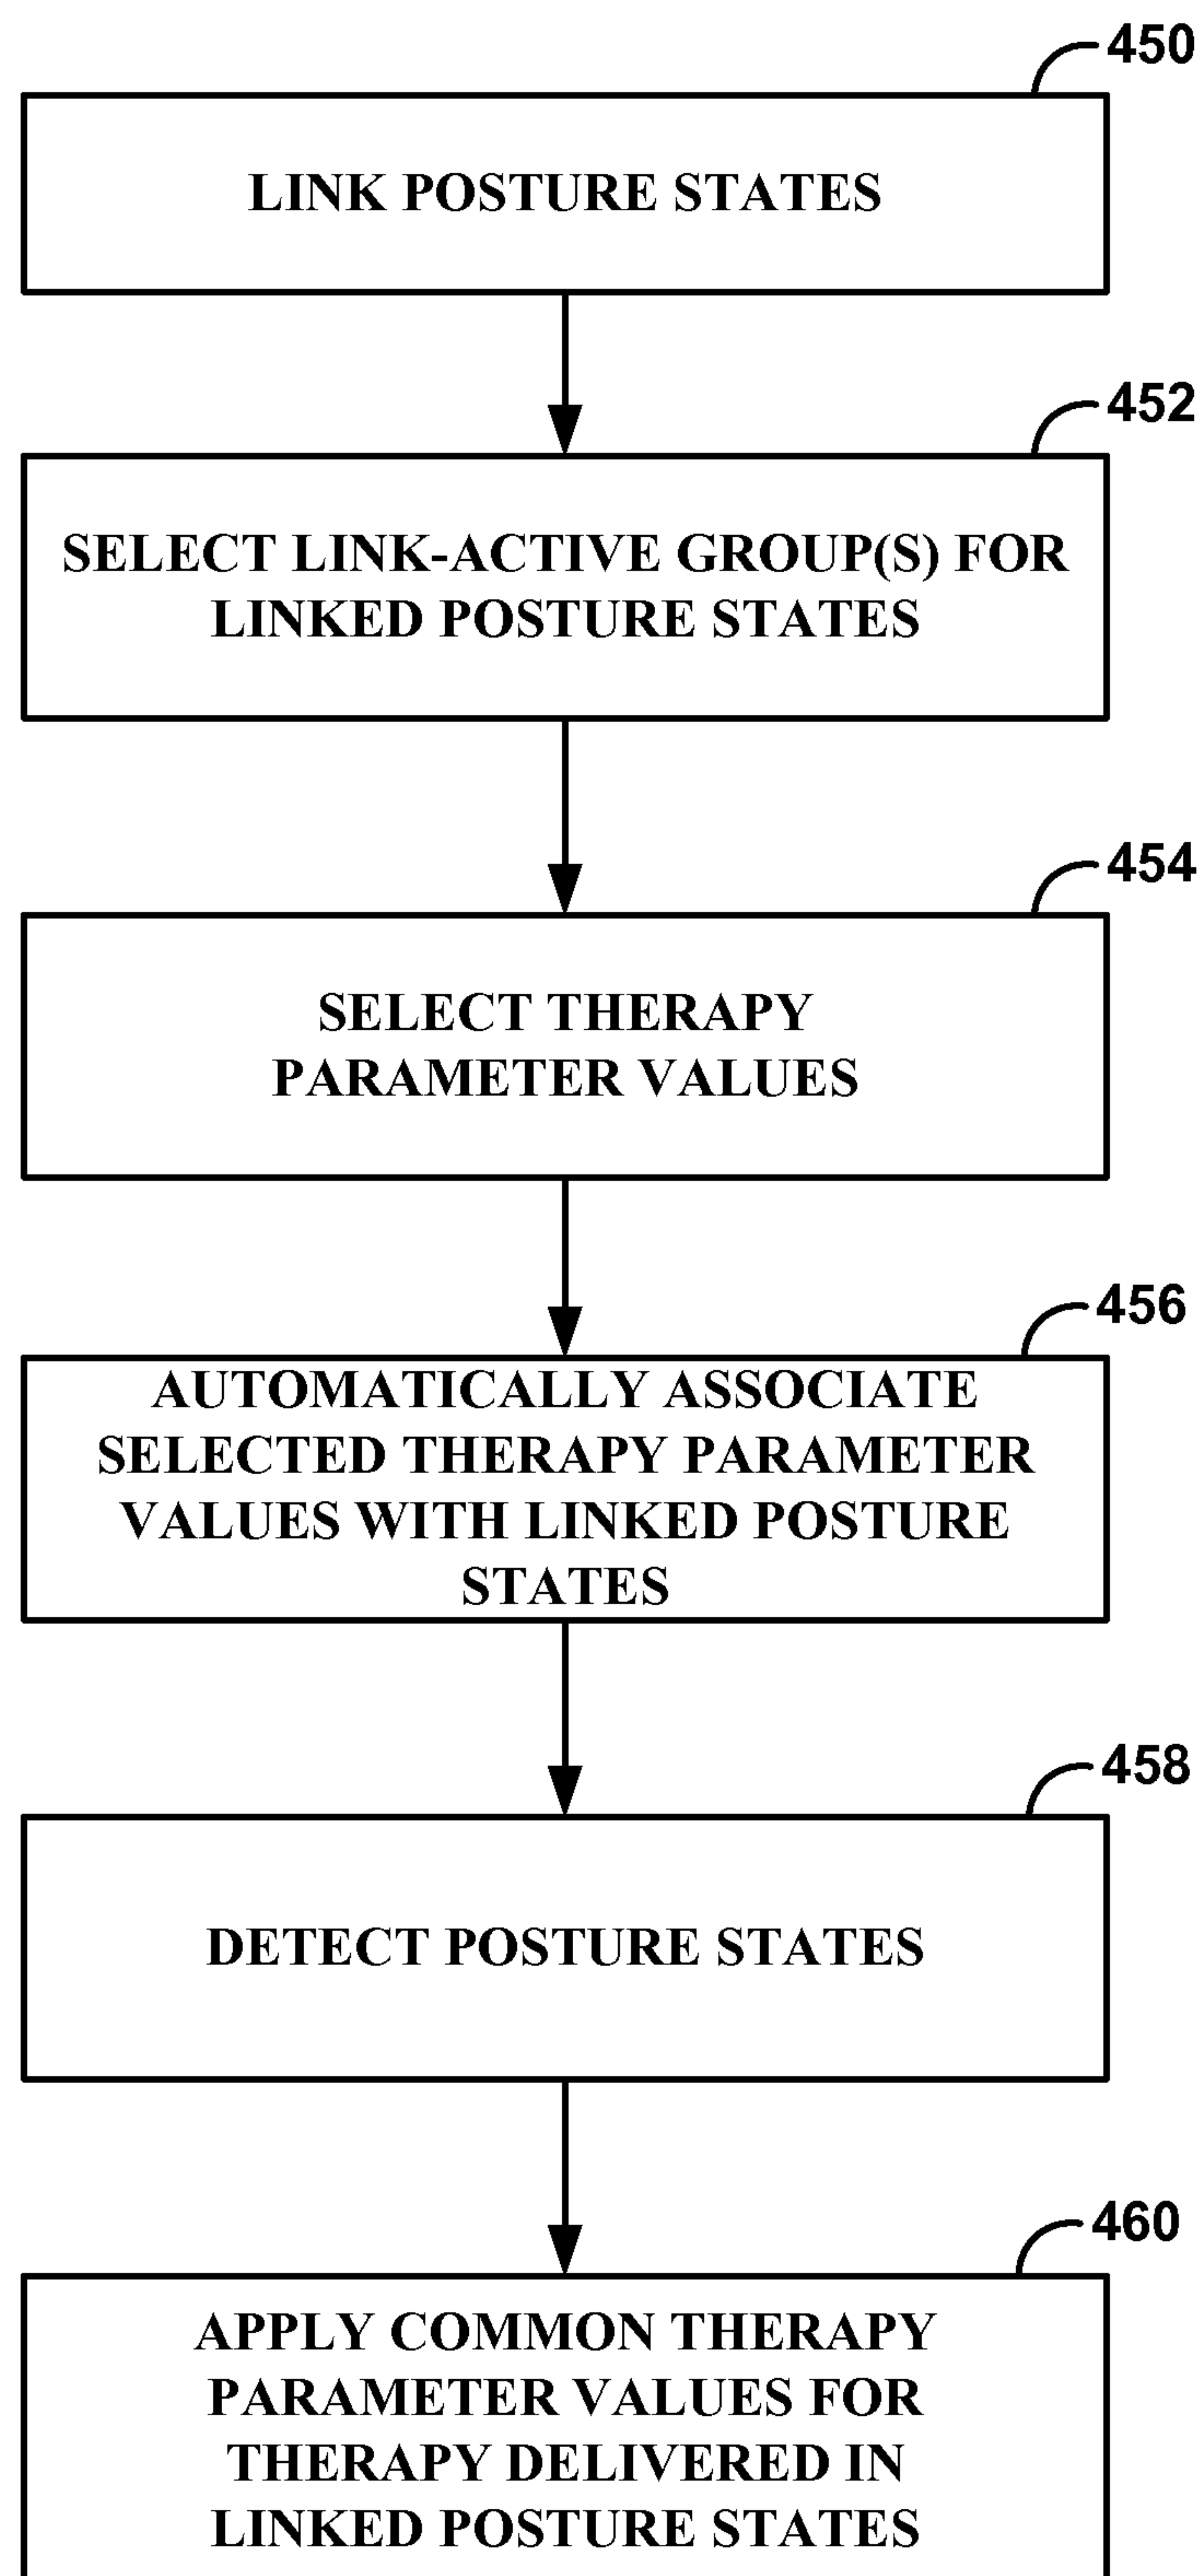 450
LINK POSTURE STATES
452
SELECT LINK-ACTIVE GROUP(S) FOR
LINKED POSTURE STATES
454
SELECT THERAPY
PARAMETER VALUES
456
AUTOMATICALLY ASSOCIATE
SELECTED THERAPY PARAMETER
VALUES WITH LINKED POSTURE
STATES
458
DETECT POSTURE STATES
460
APPLY COMMON THERAPY
PARAMETER VALUES FOR
THERAPY DELIVERED IN
LINKED POSTURE STATES